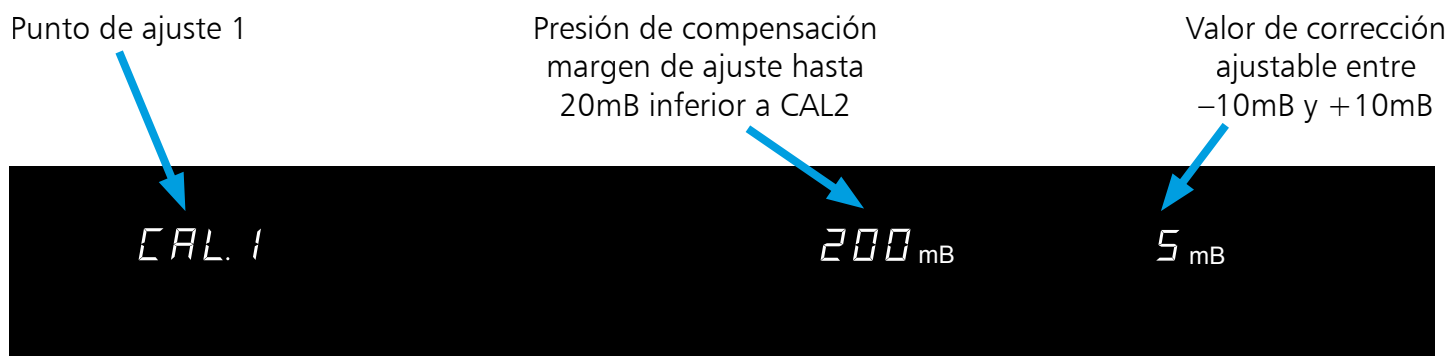 Punto de ajuste 1
Presión de compensación
margen de ajuste hasta
20mB inferior a CAL2
Valor de corrección
ajustable entre
–10mB y +10mB
CAL. 1
200 mB
5 mB